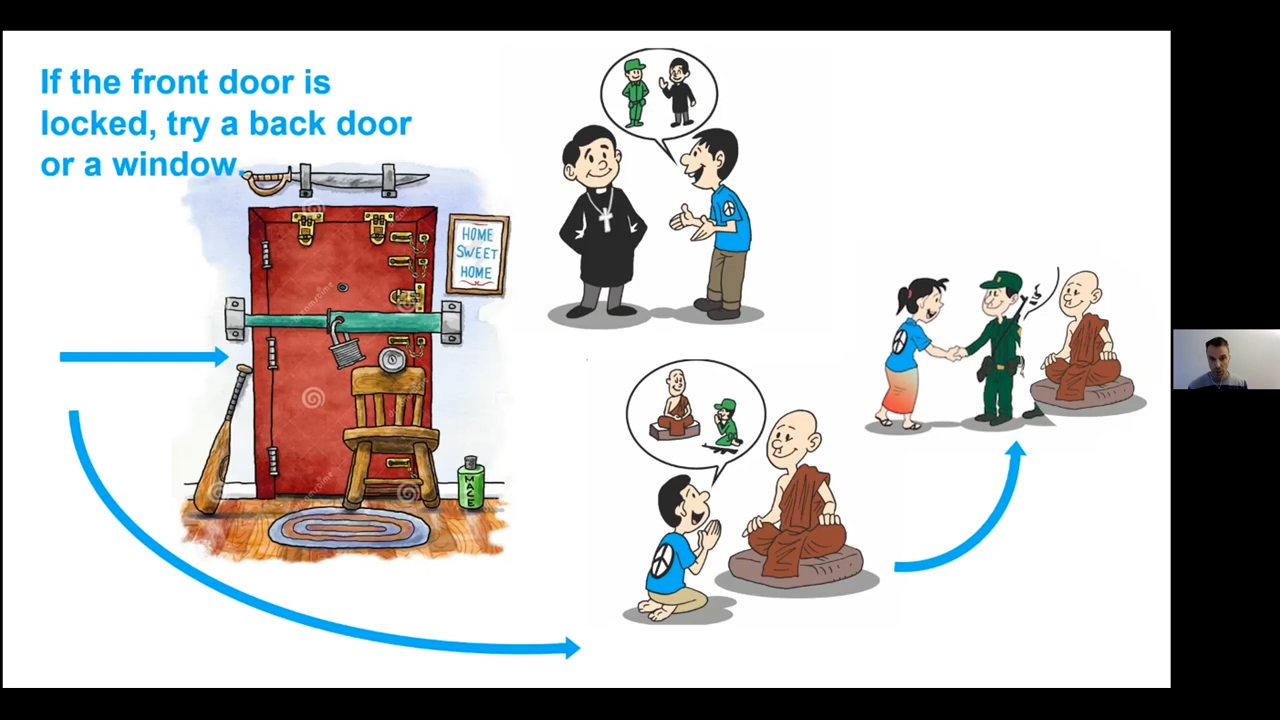 If the front door is
locked, try a back door
or a window.
HOME
SWEET
HOME
MACE